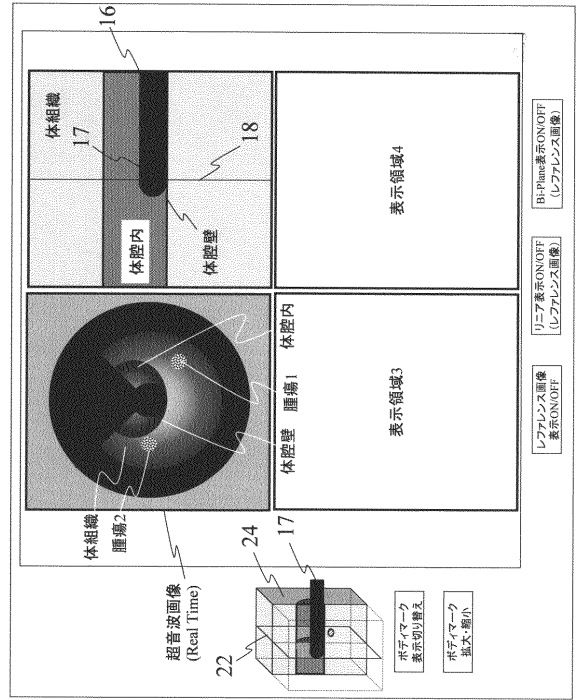 超音波画像
(Real Time)
体組織
腫瘍2
体腔壁
腫瘍1
体腔内
体組織
体腔内
体腔壁
16
17
18
22
24
17
表示領域3
表示領域4
ボディマーク
表示切り替え
ボディマーク
拡大・縮小
レファレンス画像
表示ON/OFF
リニア表示ON/OFF
(レファレンス画像)
Bi-Plane表示ON/OFF
(レファレンス画像)